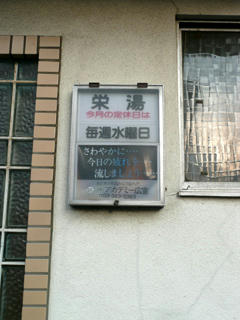 栄湯
今月の定休日は
毎週水曜日
さわやかに‥‥
今日の疲れを
流しましょう